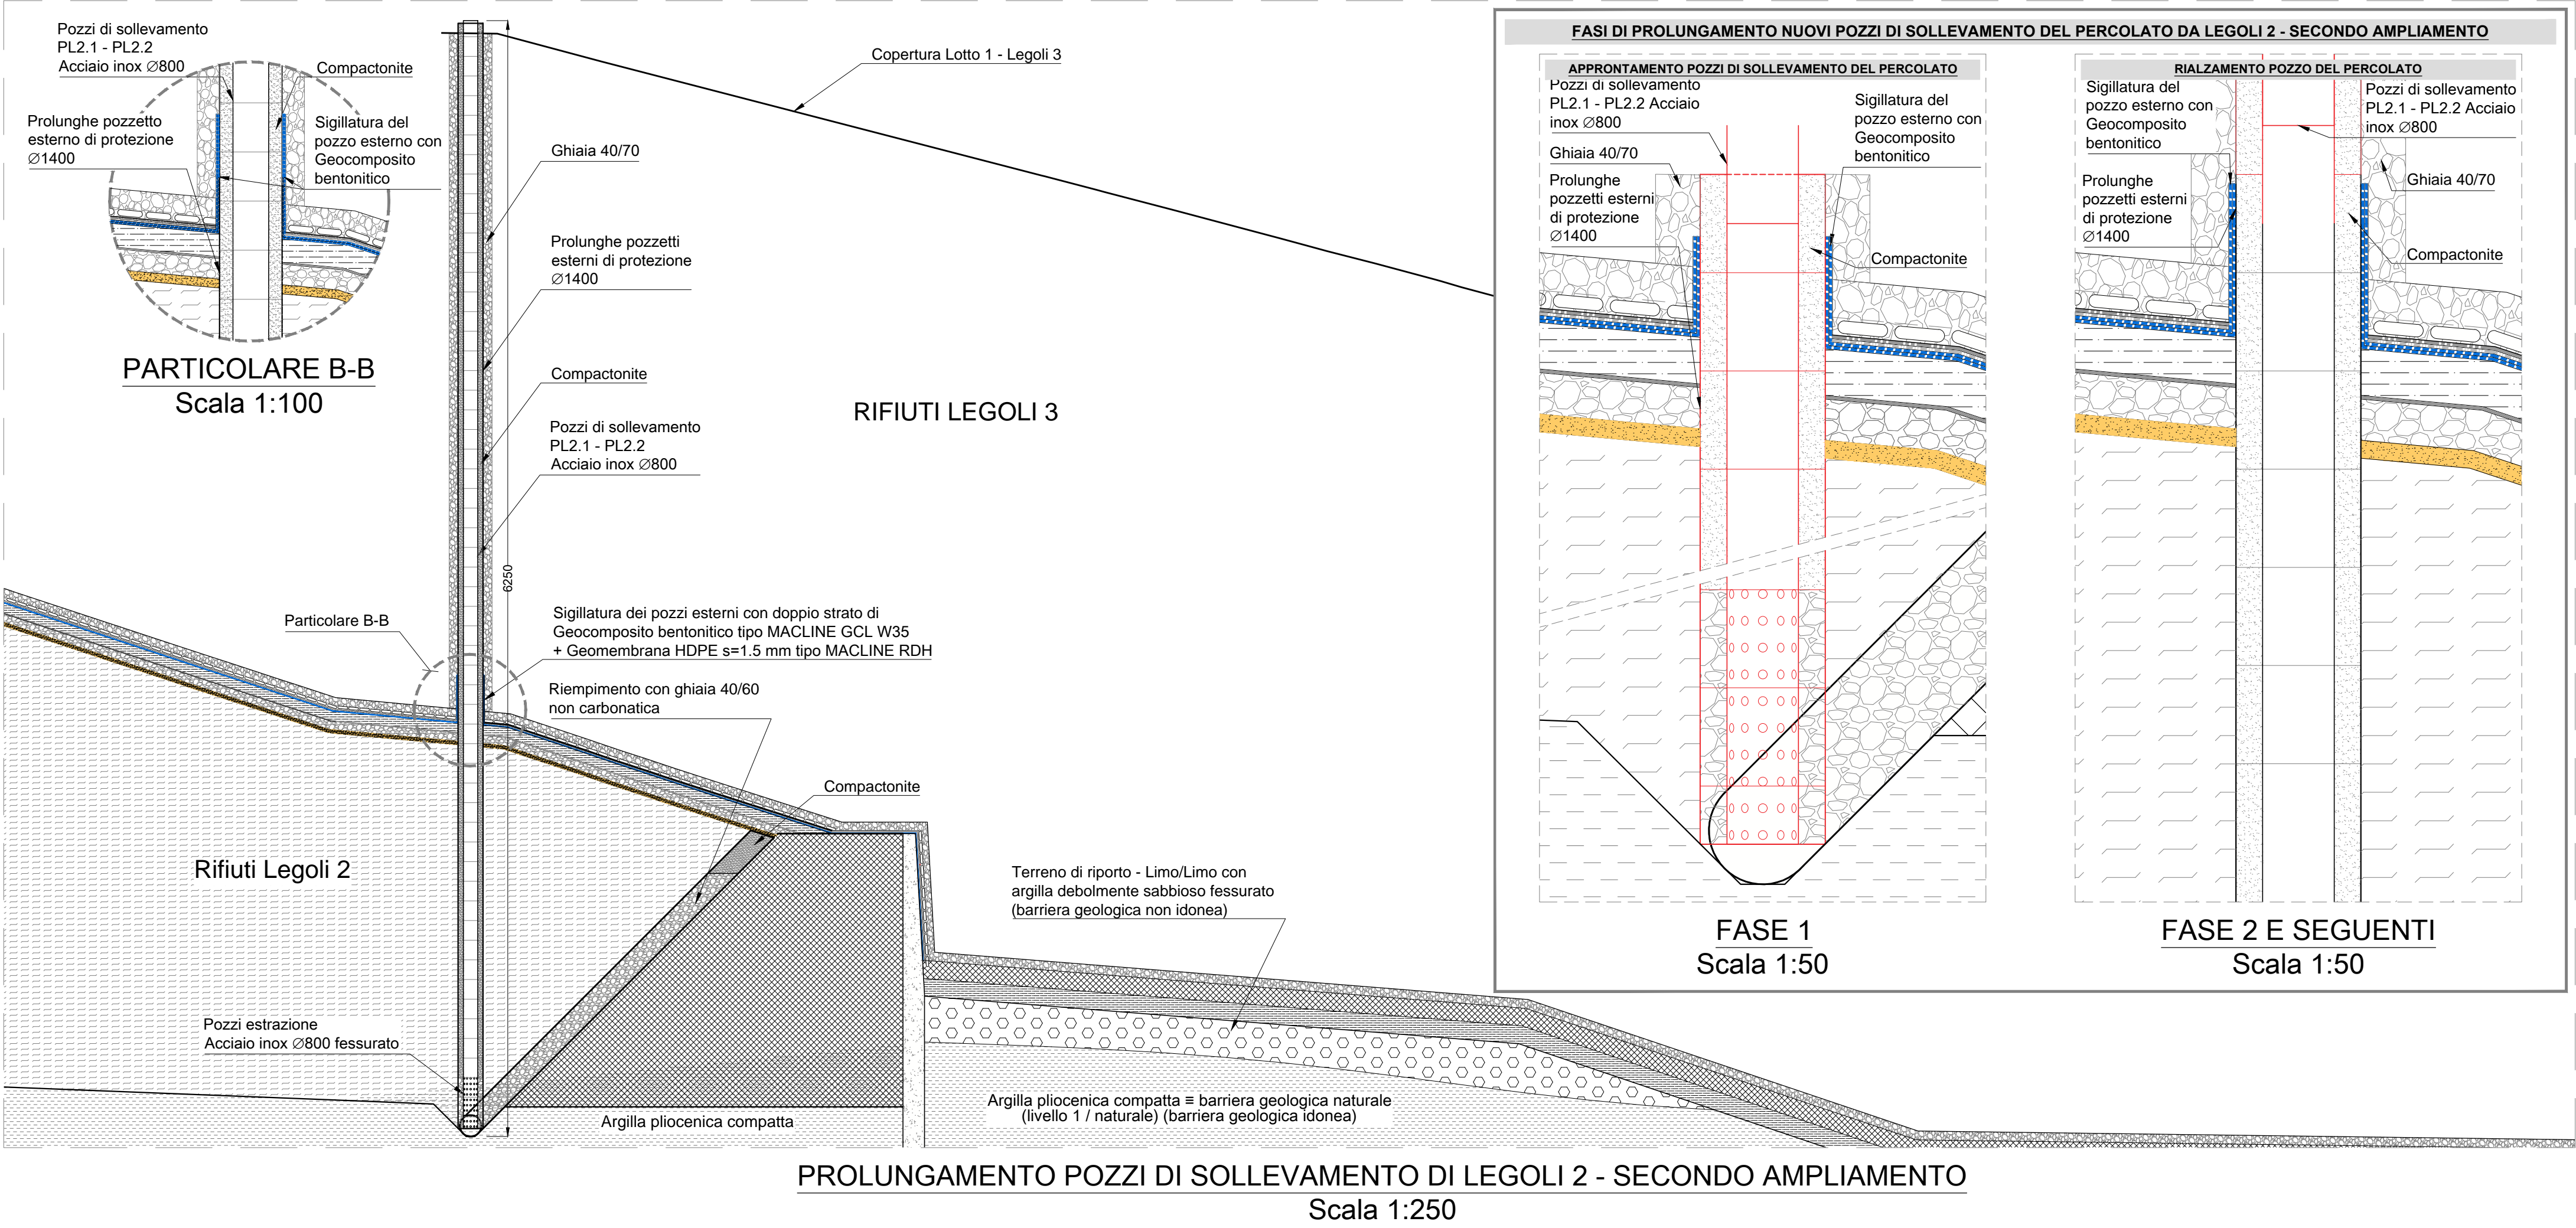 Pozzi di sollevamento
PL2.1 - PL2.2
Acciaio inox ∅800
Compactonite
Prolunghe pozzetto
esterno di protezione
∅1400
Sigillatura del
pozzo esterno con
Geocomposito
bentonitico
PARTICOLARE B-B
Scala 1:100
Copertura Lotto 1 - Legoli 3
Ghiaia 40/70
Prolunghe pozzetti
esterni di protezione
∅1400
Compactonite
RIFIUTI LEGOLI 3
Pozzi di sollevamento
PL2.1 - PL2.2
Acciaio inox ∅800
6250
Particolare B-B
Sigillatura dei pozzi esterni con doppio strato di
Geocomposito bentonitico tipo MACLINE GCL W35
+ Geomembrana HDPE s=1.5 mm tipo MACLINE RDH
Riempimento con ghiaia 40/60
non carbonatica
Compactonite
Rifiuti Legoli 2
Terreno di riporto - Limo/Limo con
argilla debolmente sabbioso fessurato
(barriera geologica non idonea)
Pozzi estrazione
Acciaio inox ∅800 fessurato
Argilla pliocenica compatta
Argilla pliocenica compatta ≡ barriera geologica naturale
(livello 1 / naturale) (barriera geologica idonea)
FASI DI PROLUNGAMENTO NUOVI POZZI DI SOLLEVAMENTO DEL PERCOLATO DA LEGOLI 2 - SECONDO AMPLIAMENTO
APPRONTAMENTO POZZI DI SOLLEVAMENTO DEL PERCOLATO
Pozzi di sollevamento
PL2.1 - PL2.2 Acciaio
inox ∅800
Sigillatura del
pozzo esterno con
Geocomposito
bentonitico
Ghiaia 40/70
Prolunghe
pozzetti esterni
di protezione
∅1400
Compactonite
FASE 1
Scala 1:50
RIALZAMENTO POZZO DEL PERCOLATO
Sigillatura del
pozzo esterno con
Geocomposito
bentonitico
Pozzi di sollevamento
PL2.1 - PL2.2 Acciaio
inox ∅800
Prolunghe
pozzetti esterni
di protezione
∅1400
Ghiaia 40/70
Compactonite
FASE 2 E SEGUENTI
Scala 1:50
PROLUNGAMENTO POZZI DI SOLLEVAMENTO DI LEGOLI 2 - SECONDO AMPLIAMENTO
Scala 1:250